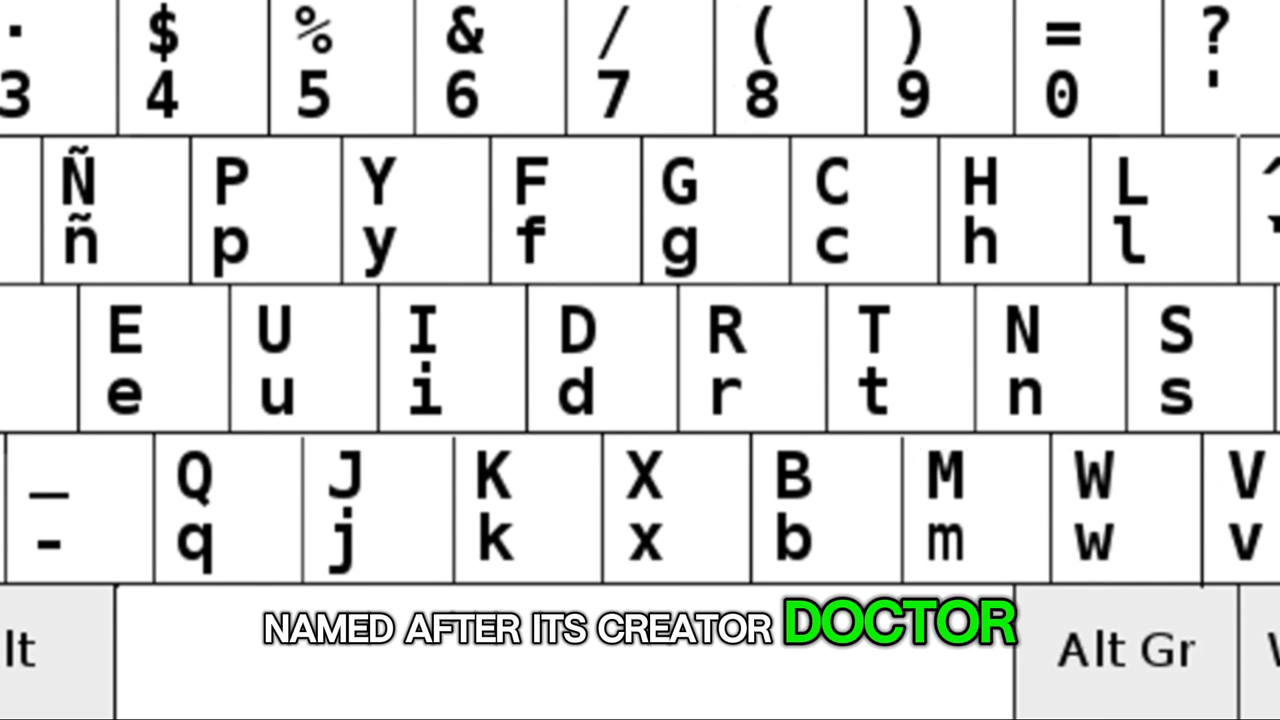 · $ % & / ( ) = ?
3 4 5 6 7 8 9 0 '
Ñ P Y F G C H L ^
ñ p y f g c h l
E U I D R T N S
e u i d r t n s
_ Q J K X B M W V
- q j k x b m w v
NAMED AFTER ITS CREATOR DOCTOR
lt Alt Gr